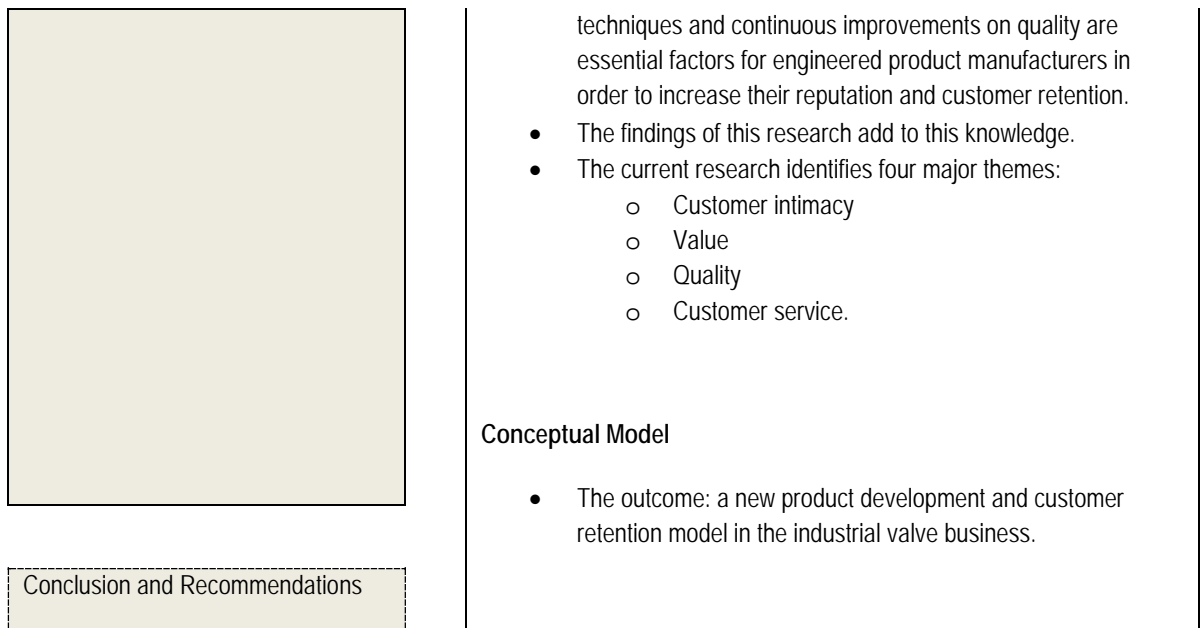 techniques and continuous improvements on quality are
essential factors for engineered product manufacturers in
order to increase their reputation and customer retention.
• The findings of this research add to this knowledge.
• The current research identifies four major themes:
o Customer intimacy
o Value
o Quality
o Customer service.
Conceptual Model
• The outcome: a new product development and customer
retention model in the industrial valve business.
Conclusion and Recommendations